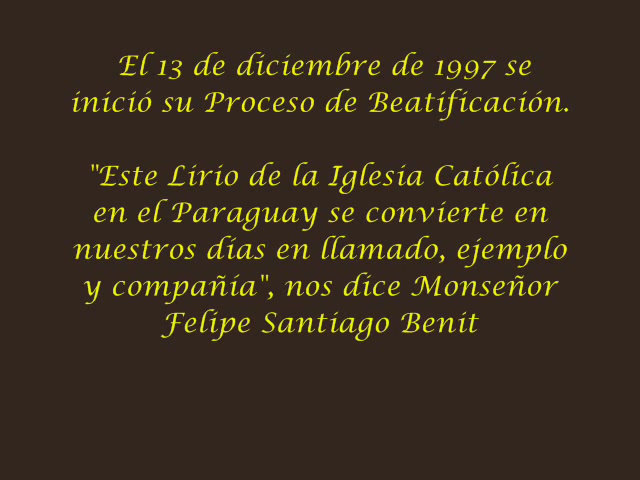 El 13 de diciembre de 1997 se
inició su Proceso de Beatificación.
"Este Lirio de la Iglesia Católica
en el Paraguay se convierte en
nuestros días en llamado, ejemplo
y compañía", nos dice Monseñor
Felipe Santiago Benit